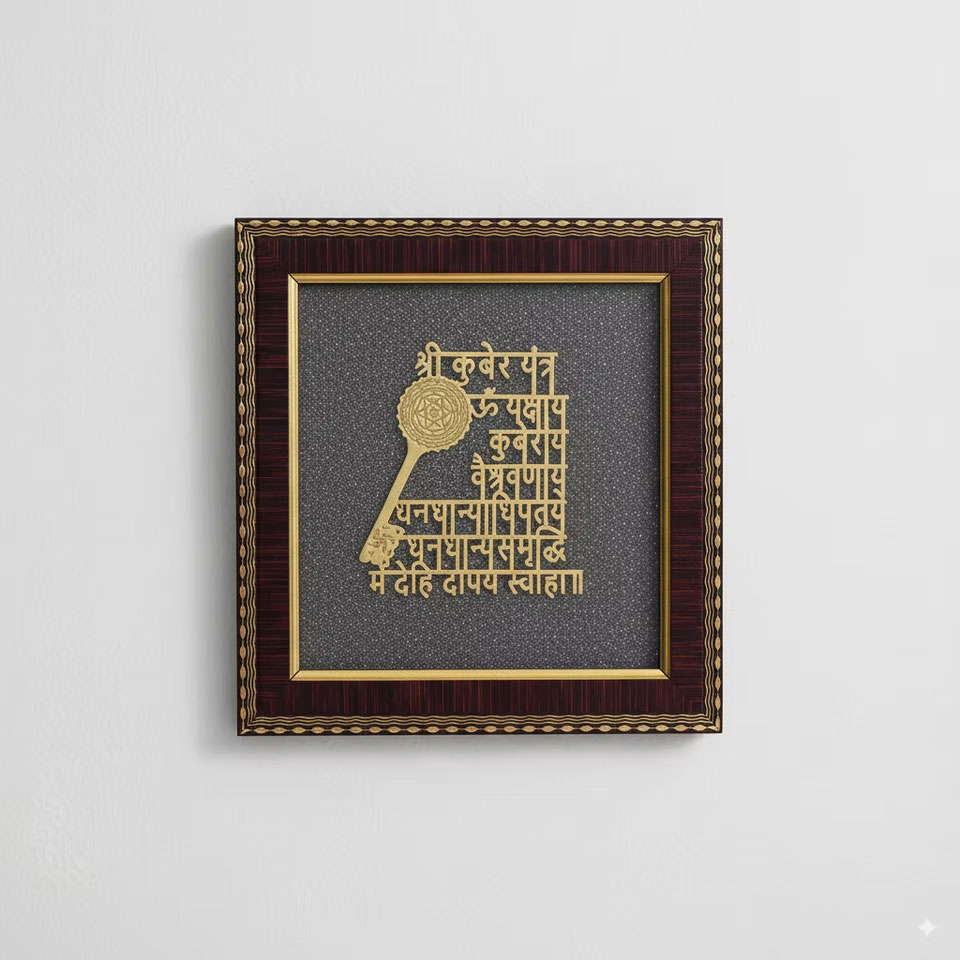 श्री कुबेर यंत्र
ॐ यक्षाय
कुबेराय
वैश्रवणाय
धनधान्याधिपतये
धनधान्यसमृद्धि
मे देहि दापय स्वाहा॥